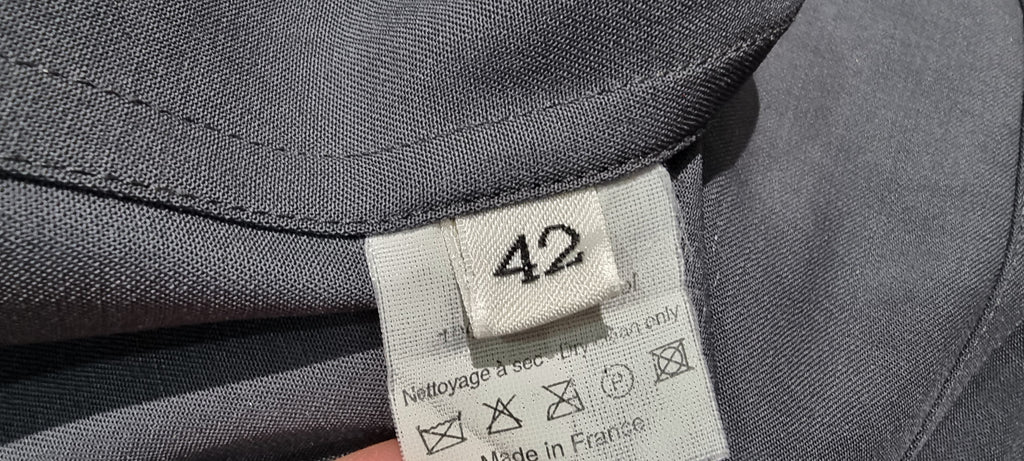 42
Nettoyage à sec - Dry clean only
P
Made in France